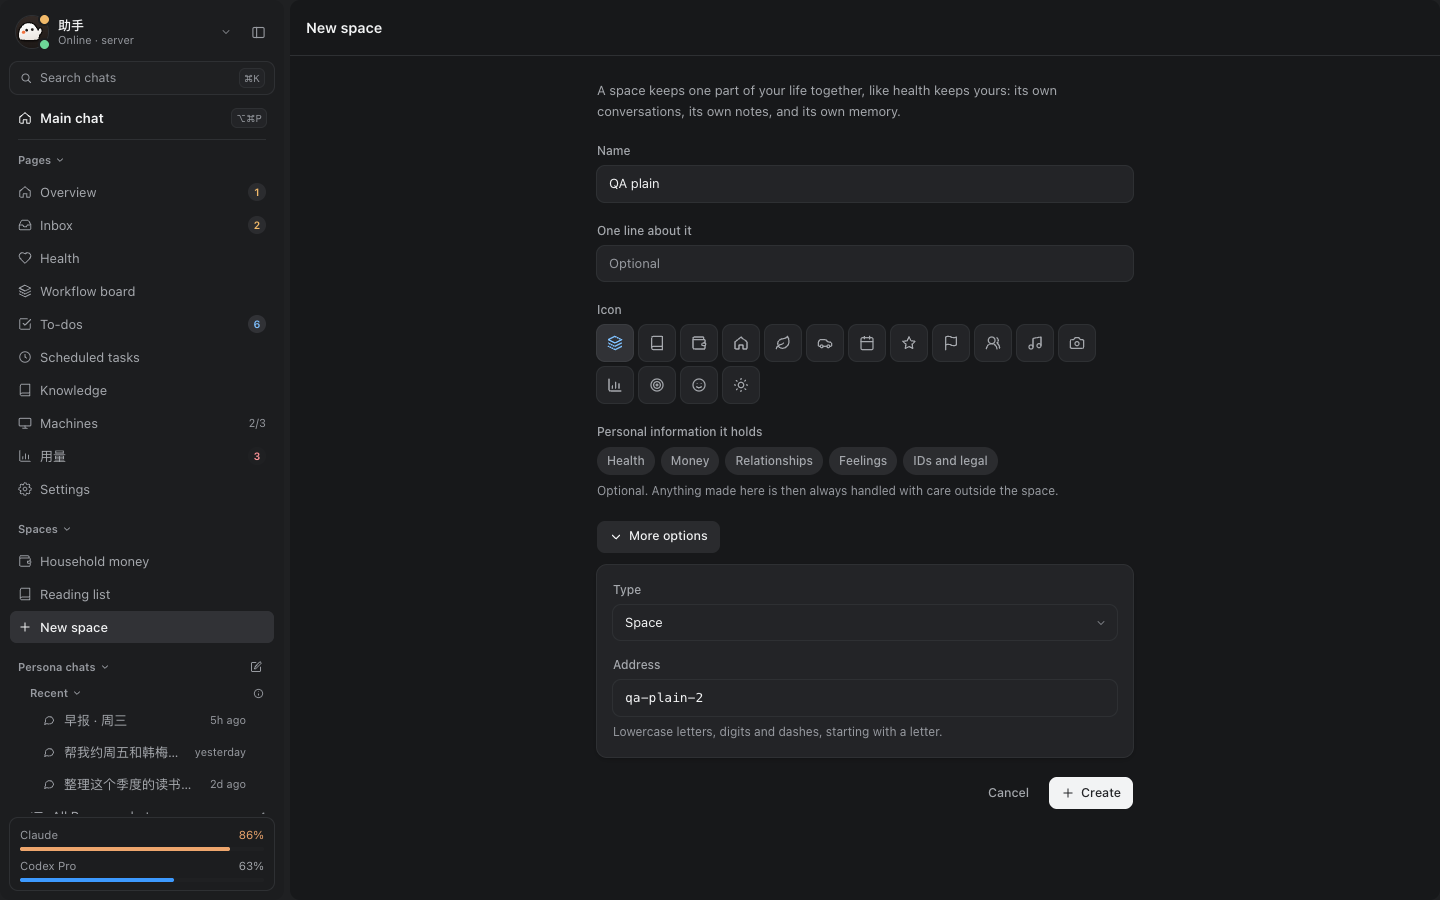 助手
Online · server
Search chats
⌘K
Main chat
⌥⌘P
Pages
Overview
1
Inbox
2
Health
Workflow board
To-dos
6
Scheduled tasks
Knowledge
Machines
2/3
用量
3
Settings
Spaces
Household money
Reading list
New space
Persona chats
Recent
早报 · 周三
5h ago
帮我约周五和韩梅...
yesterday
整理这个季度的读书...
2d ago
Claude
86%
Codex Pro
63%
New space
A space keeps one part of your life together, like health keeps yours: its own
conversations, its own notes, and its own memory.
Name
QA plain
One line about it
Optional
Icon
Personal information it holds
Health
Money
Relationships
Feelings
IDs and legal
Optional. Anything made here is then always handled with care outside the space.
More options
Type
Space
Address
qa-plain-2
Lowercase letters, digits and dashes, starting with a letter.
Cancel
Create